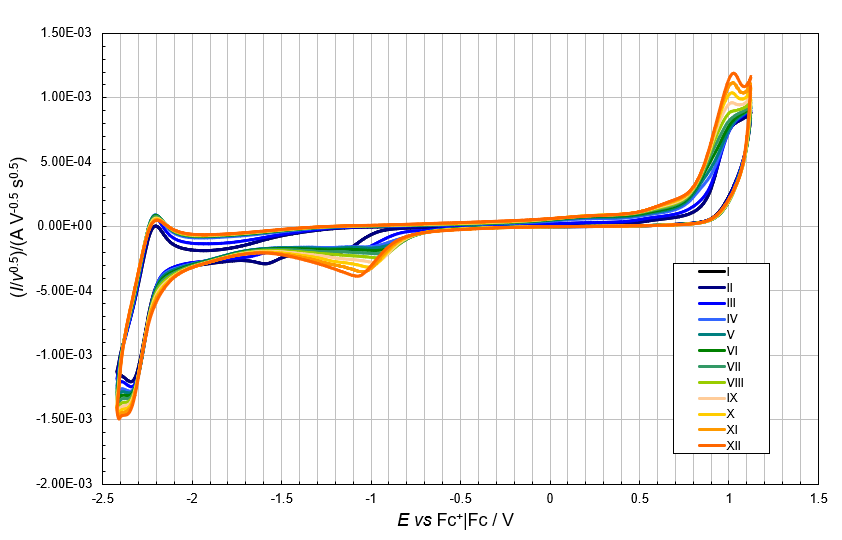 1.50E-03
1.00E-03
5.00E-04
0.00E+00
-5.00E-04
-1.00E-03
-1.50E-03
-2.00E-03
(I/v^0.5)/(A V^-0.5 s^0.5)
-2.5 -2 -1.5 -1 -0.5 0 0.5 1 1.5
E vs Fc⁺|Fc / V
I
II
III
IV
V
VI
VII
VIII
IX
X
XI
XII